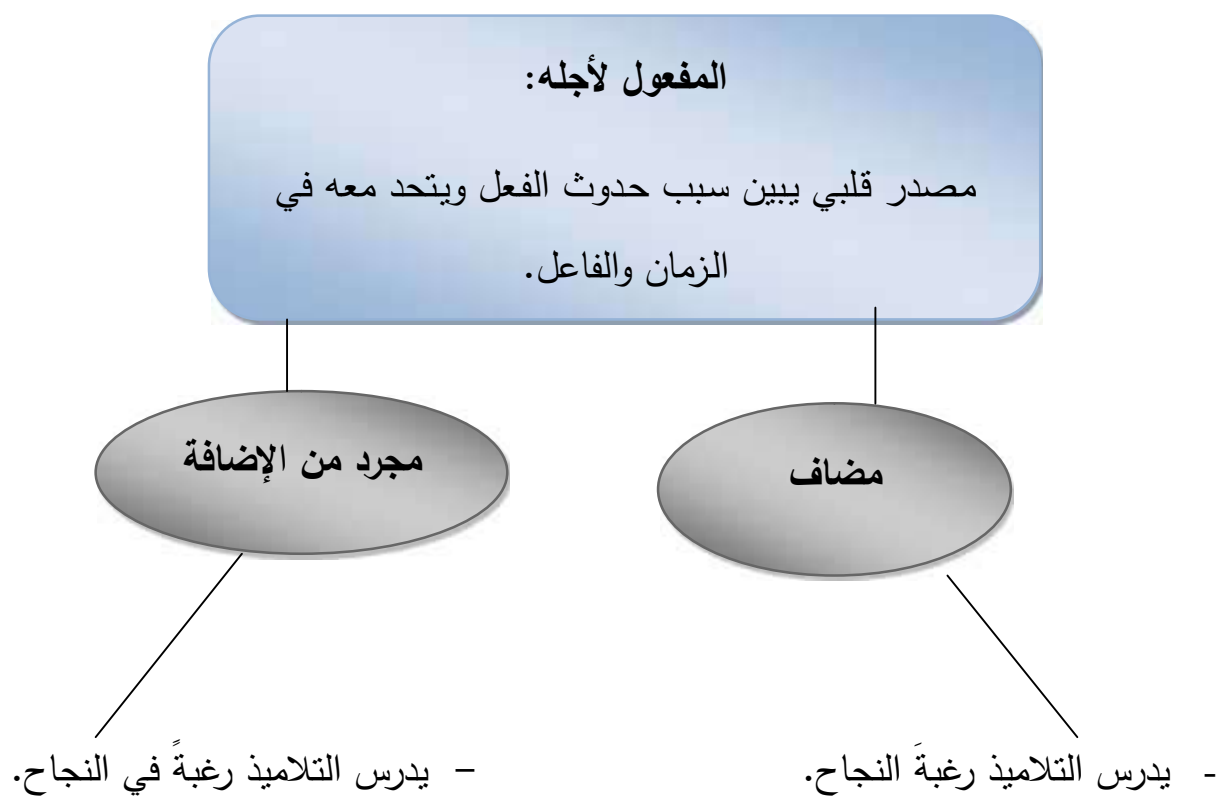 المفعول لأجله:
مصدر قلبي يبين سبب حدوث الفعل ويتحد معه في
الزمان والفاعل.
مضاف
مجرد من الإضافة
- يدرس التلاميذ رغبةَ النجاح.
– يدرس التلاميذ رغبةً في النجاح.